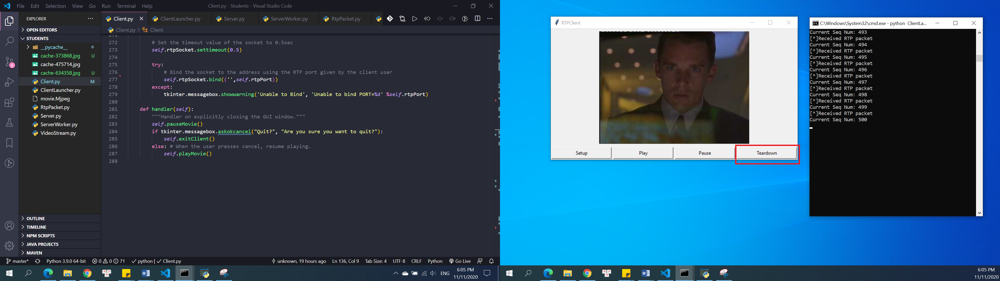 File Edit Selection View Go Run Terminal Help
Client.py - Students - Visual Studio Code
EXPLORER
OPEN EDITORS
STUDENTS
__pycache__
cache-373868.jpg U
cache-475714.jpg
cache-634358.jpg U
Client.py M
ClientLauncher.py
movie.Mjpeg
RtpPacket.py
Server.py
ServerWorker.py
VideoStream.py
OUTLINE
TIMELINE
NPM SCRIPTS
JAVA PROJECTS
MAVEN
5
Client.py ClientLauncher.py Server.py ServerWorker.py RtpPacket.py
Client.py > Client
271
272 # Set the timeout value of the socket to 0.5sec
273 self.rtpSocket.settimeout(0.5)
274
275 try:
276 # Bind the socket to the address using the RTP port given by the client user
277 self.rtpSocket.bind(('',self.rtpPort))
278 except:
279 tkinter.messagebox.showwarning('Unable to Bind', 'Unable to bind PORT=%d' %self.rtpPort)
280
281 def handler(self):
282 """Handler on explicitly closing the GUI window."""
283 self.pauseMovie()
284 if tkinter.messagebox.askokcancel("Quit?", "Are you sure you want to quit?"):
285 self.exitClient()
286 else: # When the user presses cancel, resume playing.
287 self.playMovie()
288
master* Python 3.9.0 64-bit 0 0 71 python | Client.py unknown, 19 hours ago Ln 136, Col 9 Tab Size: 4 UTF-8 CRLF Python Go Live
ENG
6:05 PM
11/11/2020
RTPClient
Setup Play Pause Teardown
C:\Windows\System32\cmd.exe - python ClientLa...
Current Seq Num: 493
[*]Received RTP packet
Current Seq Num: 494
[*]Received RTP packet
Current Seq Num: 495
[*]Received RTP packet
Current Seq Num: 496
[*]Received RTP packet
Current Seq Num: 497
[*]Received RTP packet
Current Seq Num: 498
[*]Received RTP packet
Current Seq Num: 499
[*]Received RTP packet
Current Seq Num: 500
6:05 PM
11/11/2020